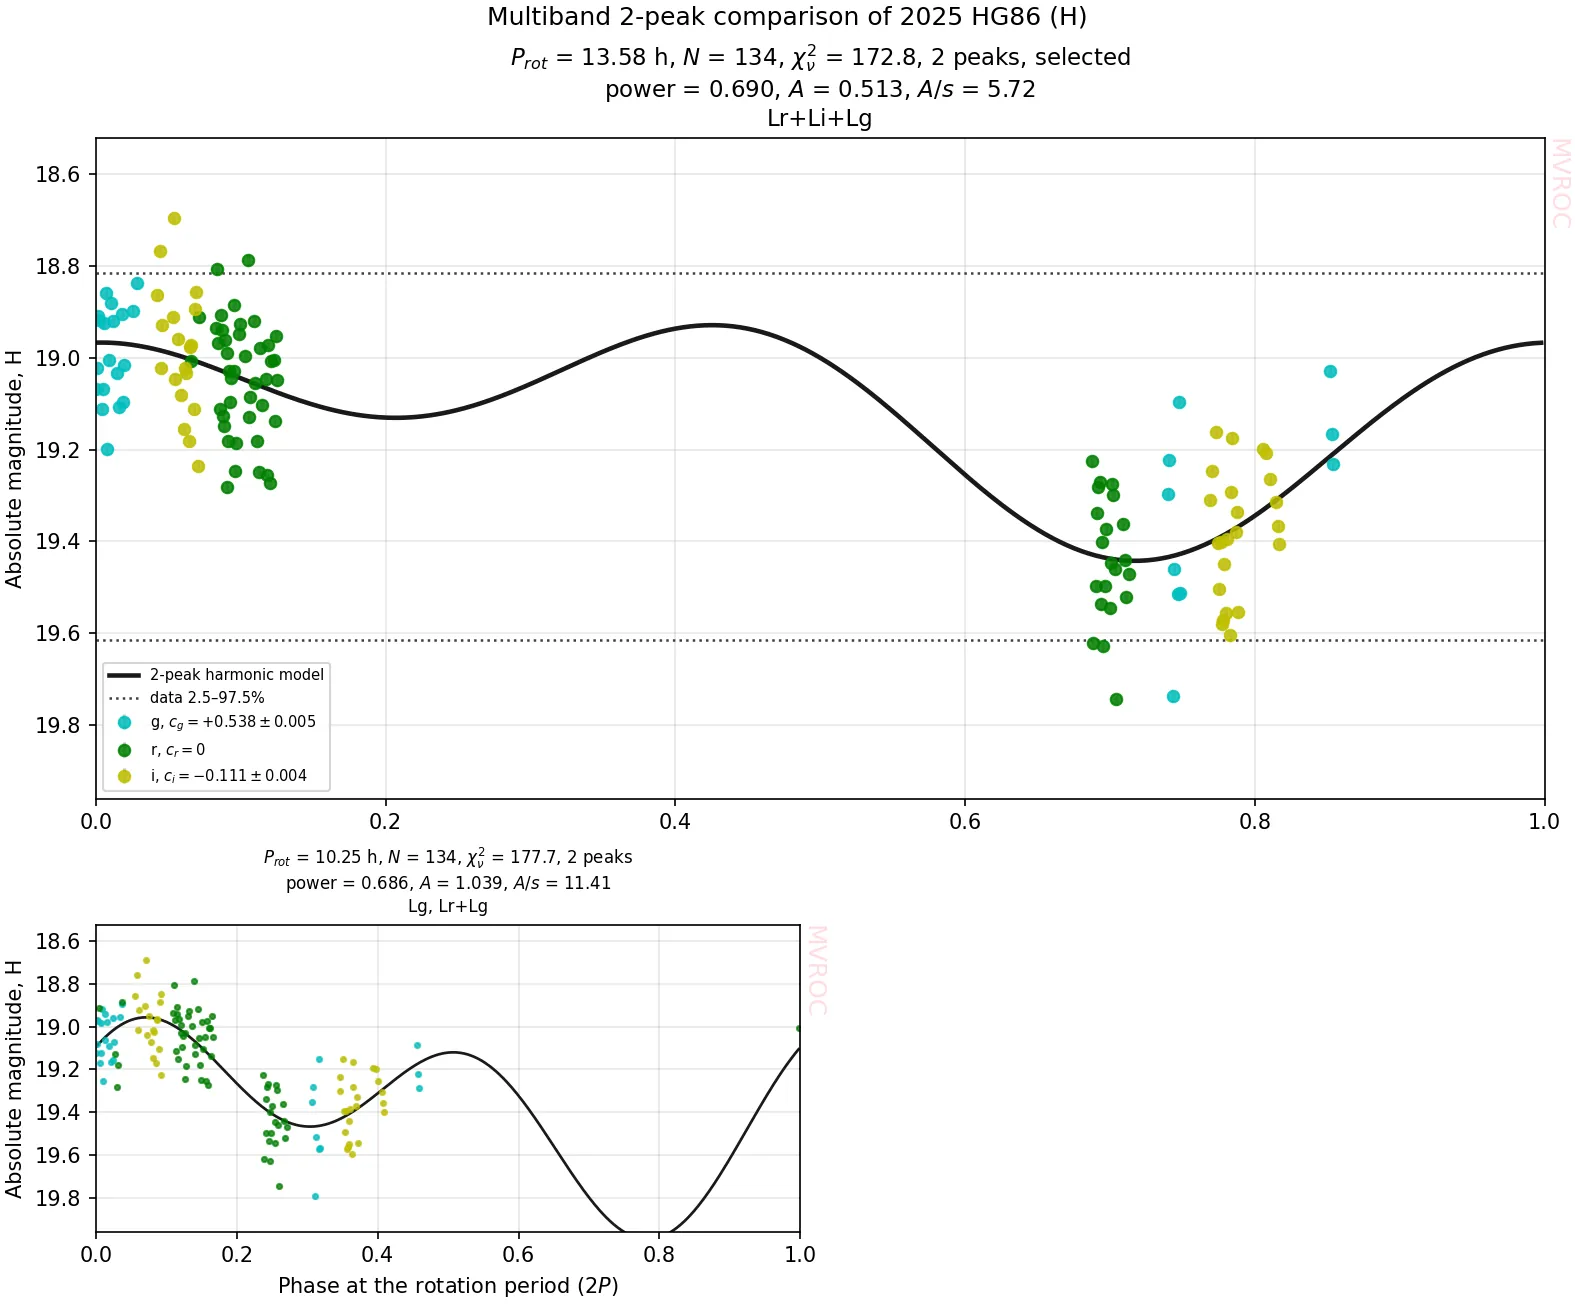 Multiband 2-peak comparison of 2025 HG86 (H)
P_rot = 13.58 h, N = 134, χ²_ν = 172.8, 2 peaks, selected
power = 0.690, A = 0.513, A/s = 5.72
Lr+Li+Lg
Absolute magnitude, H
18.6
18.8
19.0
19.2
19.4
19.6
19.8
2-peak harmonic model
data 2.5–97.5%
g, c_g = +0.538 ± 0.005
r, c_r = 0
i, c_i = −0.111 ± 0.004
0.0 0.2 0.4 0.6 0.8 1.0
MVROC
P_rot = 10.25 h, N = 134, χ²_ν = 177.7, 2 peaks
power = 0.686, A = 1.039, A/s = 11.41
Lg, Lr+Lg
Absolute magnitude, H
18.6
18.8
19.0
19.2
19.4
19.6
19.8
0.0 0.2 0.4 0.6 0.8 1.0
Phase at the rotation period (2P)
MVROC